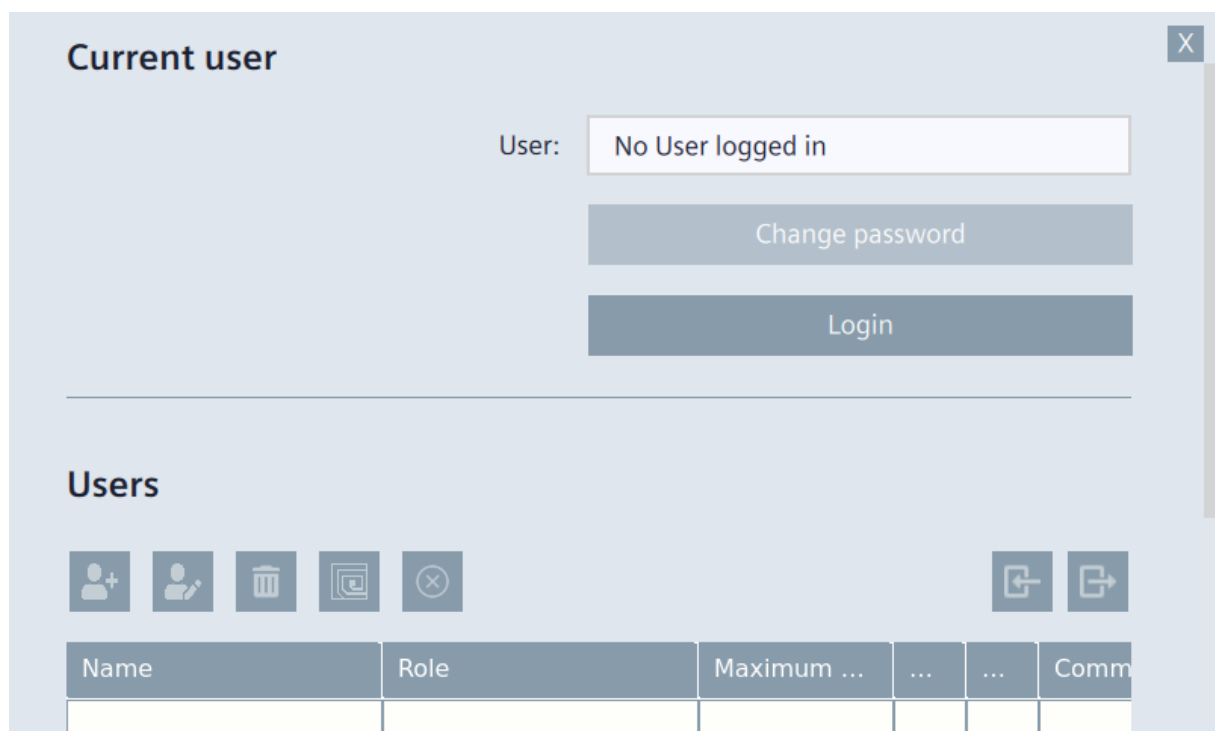 Current user
X
User: No User logged in
Change password
Login
Users
Name Role Maximum ... ... ... Comm